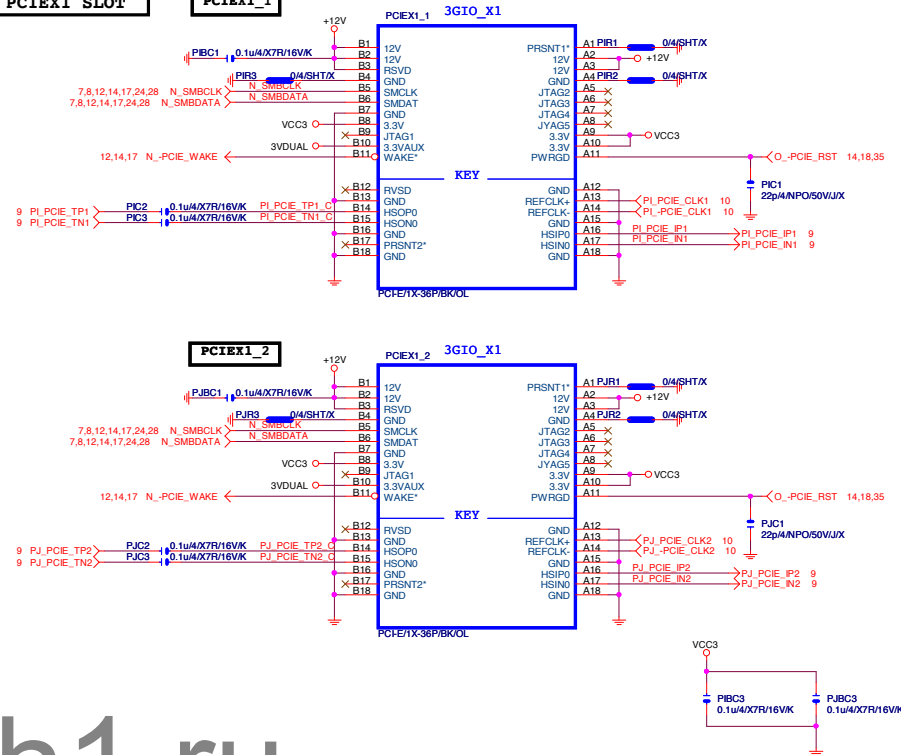 PCIEX1 SLOT
PCIEX1_1
+12V
PCIEX1_1
3GIO_X1
PIBC1 0.1u/4/X7R/16V/K
B1 12V PRSNT1* A1 PIR1 0/4/SHT/X
B2 12V 12V A2 +12V
B3 RSVD 12V A3
PIR3 0/4/SHT/X B4 GND GND A4 PIR2 0/4/SHT/X
7,8,12,14,17,24,28 N_SMBCLK N_SMBCLK B5 SMCLK JTAG2 A5
7,8,12,14,17,24,28 N_SMBDATA N_SMBDATA B6 SMDAT JTAG3 A6
B7 GND JTAG4 A7
VCC3 B8 3.3V JYAG5 A8
B9 JTAG1 3.3V A9 VCC3
3VDUAL B10 3.3VAUX 3.3V A10
12,14,17 N_-PCIE_WAKE B11 WAKE* PWRGD A11 O_-PCIE_RST 14,18,35
KEY
PIC1
22p/4/NPO/50V/J/X
B12 RVSD GND A12
B13 GND REFCLK+ A13 PI_PCIE_CLK1 10
9 PI_PCIE_TP1 PIC2 0.1u/4/X7R/16V/K PI_PCIE_TP1_C B14 HSOP0 REFCLK- A14 PI_-PCIE_CLK1 10
9 PI_PCIE_TN1 PIC3 0.1u/4/X7R/16V/K PI_PCIE_TN1_C B15 HSON0 GND A15
B16 GND HSIP0 A16 PI_PCIE_IP1 PI_PCIE_IP1 9
B17 PRSNT2* HSIN0 A17 PI_PCIE_IN1 PI_PCIE_IN1 9
B18 GND GND A18
PCI-E/1X-36P/BK/OL
PCIEX1_2
+12V
PCIEX1_2
3GIO_X1
PJBC1 0.1u/4/X7R/16V/K
B1 12V PRSNT1* A1 PJR1 0/4/SHT/X
B2 12V 12V A2 +12V
B3 RSVD 12V A3
PJR3 0/4/SHT/X B4 GND GND A4 PJR2 0/4/SHT/X
7,8,12,14,17,24,28 N_SMBCLK N_SMBCLK B5 SMCLK JTAG2 A5
7,8,12,14,17,24,28 N_SMBDATA N_SMBDATA B6 SMDAT JTAG3 A6
B7 GND JTAG4 A7
VCC3 B8 3.3V JYAG5 A8
B9 JTAG1 3.3V A9 VCC3
3VDUAL B10 3.3VAUX 3.3V A10
12,14,17 N_-PCIE_WAKE B11 WAKE* PWRGD A11 O_-PCIE_RST 14,18,35
KEY
PJC1
22p/4/NPO/50V/J/X
B12 RVSD GND A12
B13 GND REFCLK+ A13 PJ_PCIE_CLK2 10
9 PJ_PCIE_TP2 PJC2 0.1u/4/X7R/16V/K PJ_PCIE_TP2_C B14 HSOP0 REFCLK- A14 PJ_-PCIE_CLK2 10
9 PJ_PCIE_TN2 PJC3 0.1u/4/X7R/16V/K PJ_PCIE_TN2_C B15 HSON0 GND A15
B16 GND HSIP0 A16 PJ_PCIE_IP2 PJ_PCIE_IP2 9
B17 PRSNT2* HSIN0 A17 PJ_PCIE_IN2 PJ_PCIE_IN2 9
B18 GND GND A18
PCI-E/1X-36P/BK/OL
VCC3
PIBC3 PJBC3
0.1u/4/X7R/16V/K 0.1u/4/X7R/16V/K
b1.ru